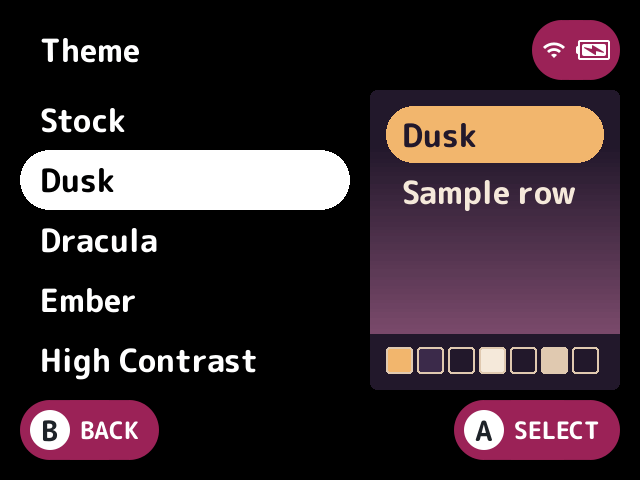 Theme
Stock
Dusk
Dracula
Ember
High Contrast
Dusk
Sample row
B BACK
A SELECT